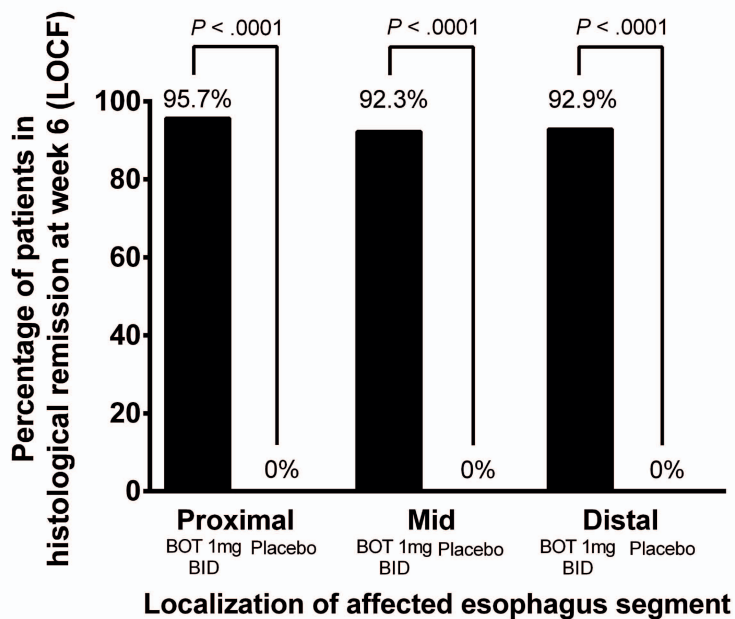 P < .0001
P < .0001
P < .0001
Percentage of patients in
histological remission at week 6 (LOCF)
100
80
60
40
20
0
95.7%
92.3%
92.9%
0%
0%
0%
Proximal
Mid
Distal
BOT 1mg
BID
Placebo
BOT 1mg
BID
Placebo
BOT 1mg
BID
Placebo
Localization of affected esophagus segment